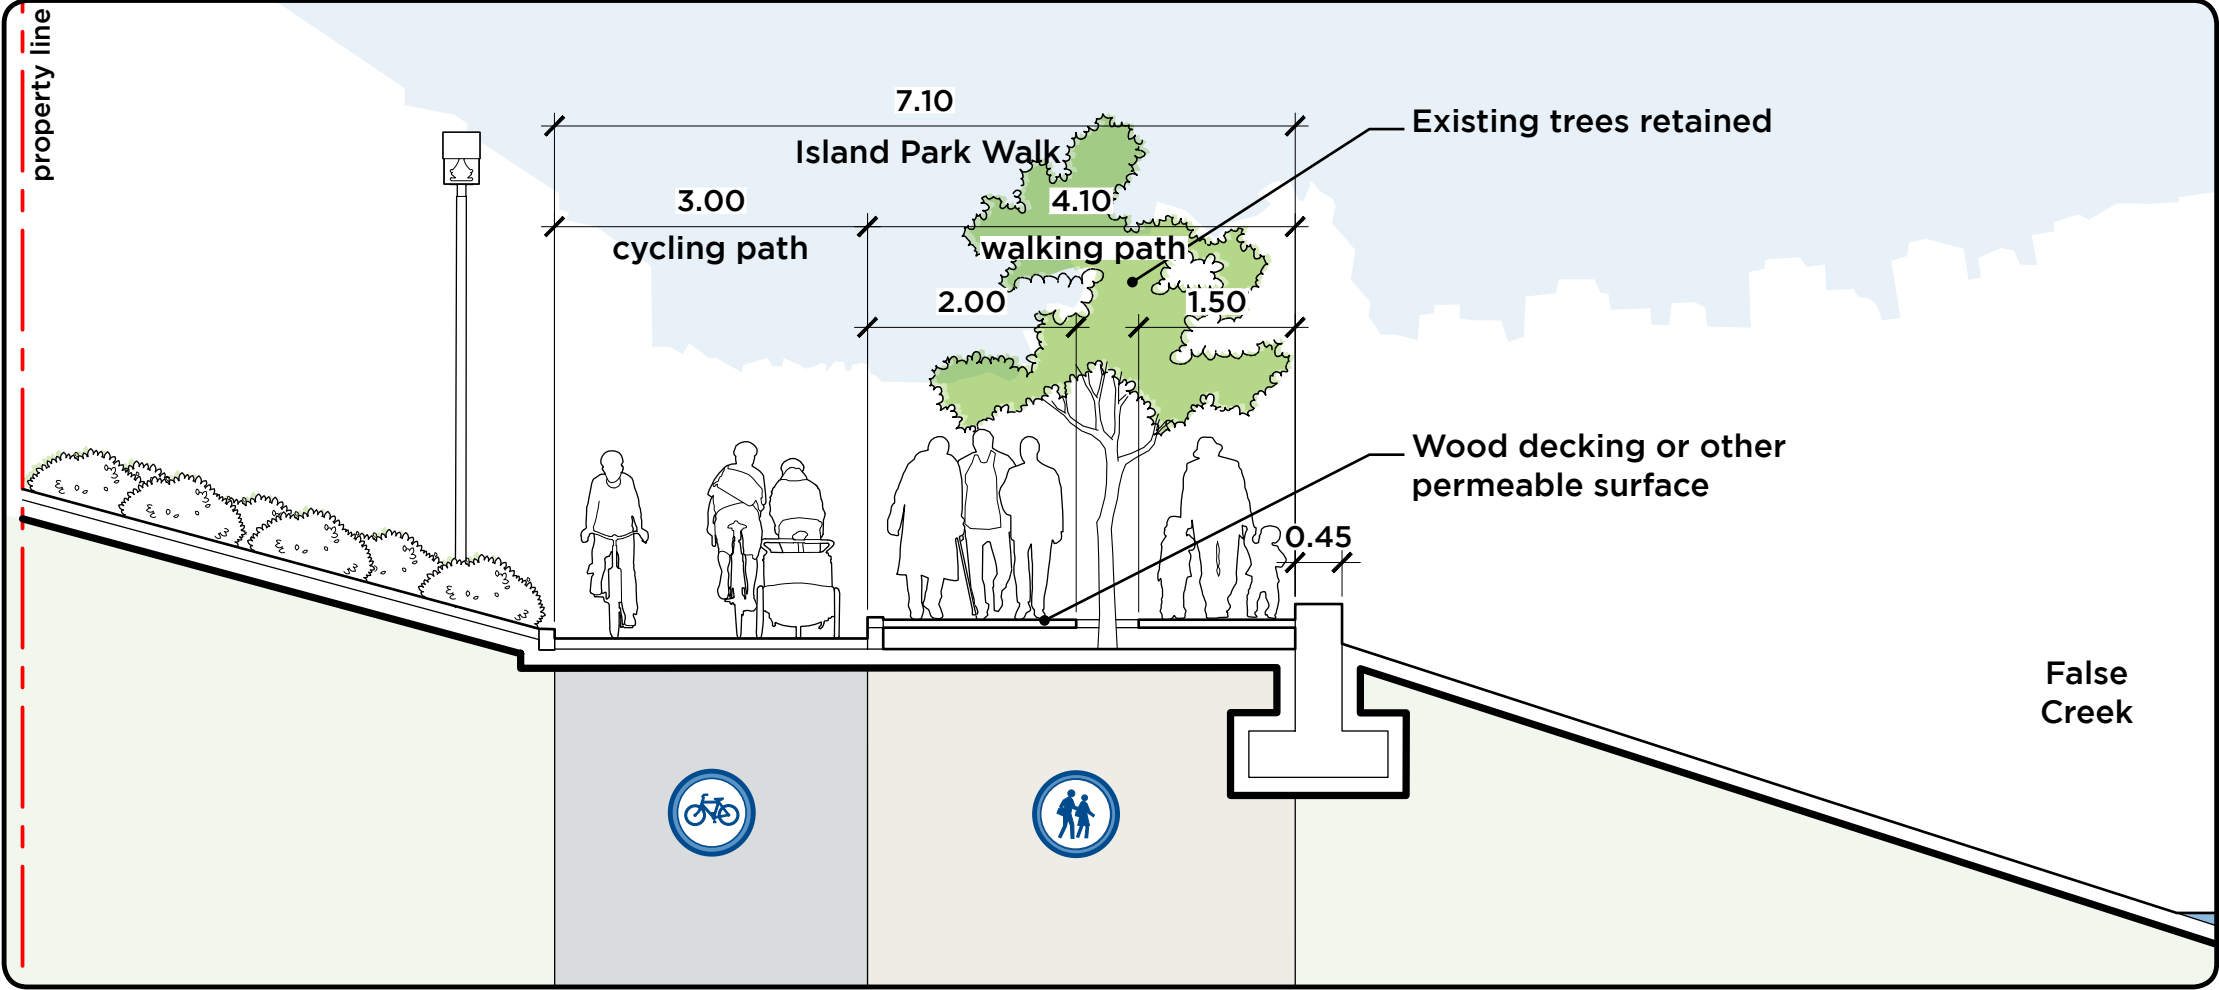 property line
7.10
Island Park Walk
Existing trees retained
3.00
4.10
cycling path
walking path
2.00
1.50
Wood decking or other
permeable surface
0.45
False
Creek